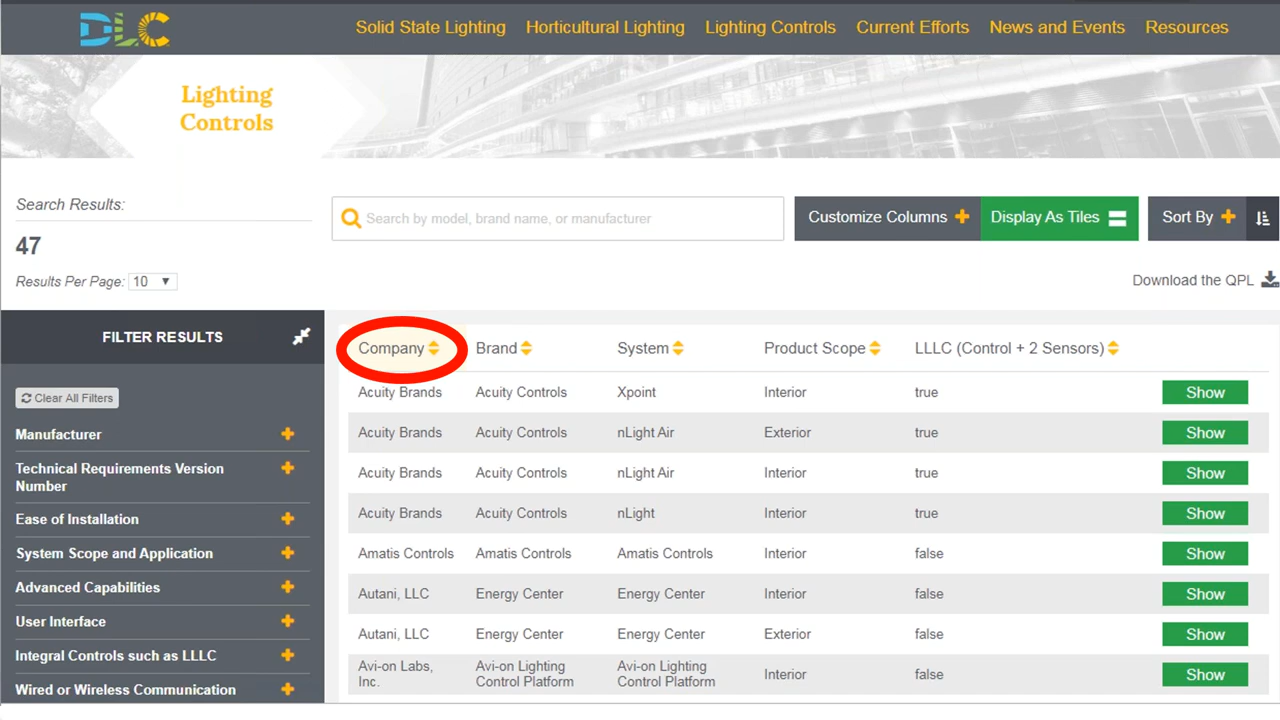 DLC
Solid State Lighting Horticultural Lighting Lighting Controls Current Efforts News and Events Resources
Lighting
Controls
Search Results:
47
Results Per Page: 10
Search by model, brand name, or manufacturer
Customize Columns
Display As Tiles
Sort By
Download the QPL
FILTER RESULTS
Clear All Filters
Manufacturer
Technical Requirements Version
Number
Ease of Installation
System Scope and Application
Advanced Capabilities
User Interface
Integral Controls such as LLLC
Wired or Wireless Communication
Company Brand System Product Scope LLLC (Control + 2 Sensors)
Acuity Brands Acuity Controls Xpoint Interior true Show
Acuity Brands Acuity Controls nLight Air Exterior true Show
Acuity Brands Acuity Controls nLight Air Interior true Show
Acuity Brands Acuity Controls nLight Interior true Show
Amatis Controls Amatis Controls Amatis Controls Interior false Show
Autani, LLC Energy Center Energy Center Interior false Show
Autani, LLC Energy Center Energy Center Exterior false Show
Avi-on Labs, Avi-on Lighting Avi-on Lighting Interior false Show
Inc. Control Platform Control Platform